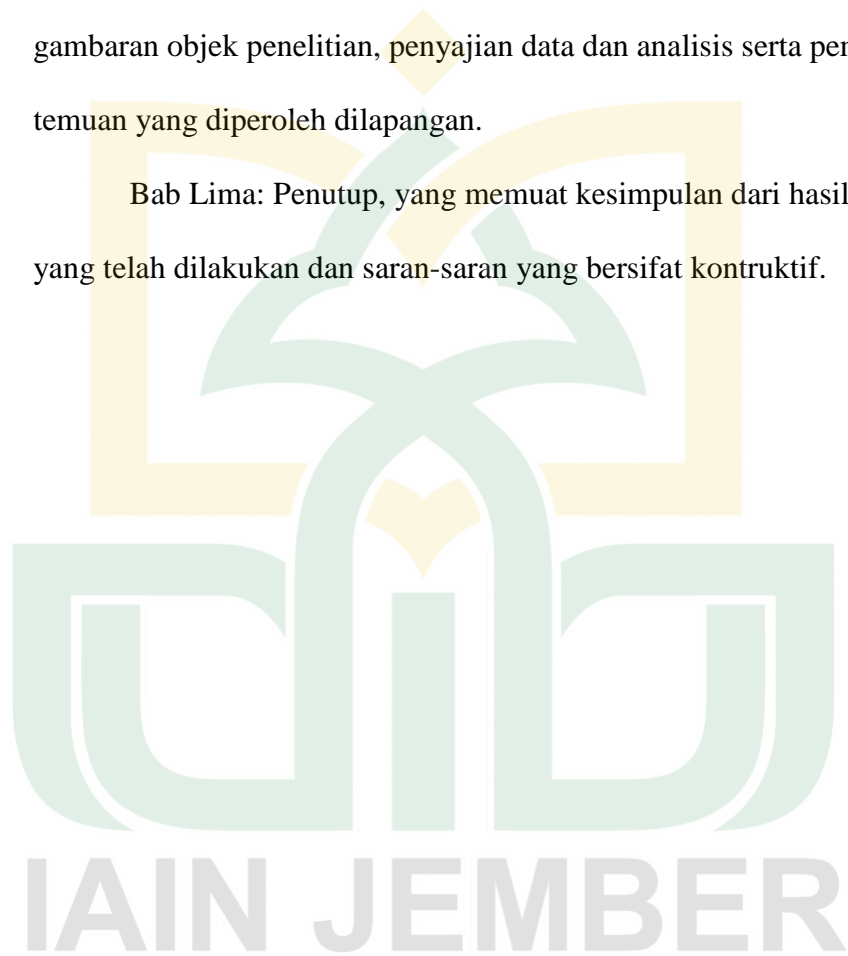 gambaran objek penelitian, penyajian data dan analisis serta
temuan yang diperoleh dilapangan.
Bab Lima: Penutup, yang memuat kesimpulan dari hasil
yang telah dilakukan dan saran-saran yang bersifat kontruktif.
IAIN JEMBER